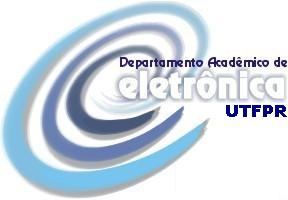 Departamento Acadêmico de
eletrônica
UTFPR